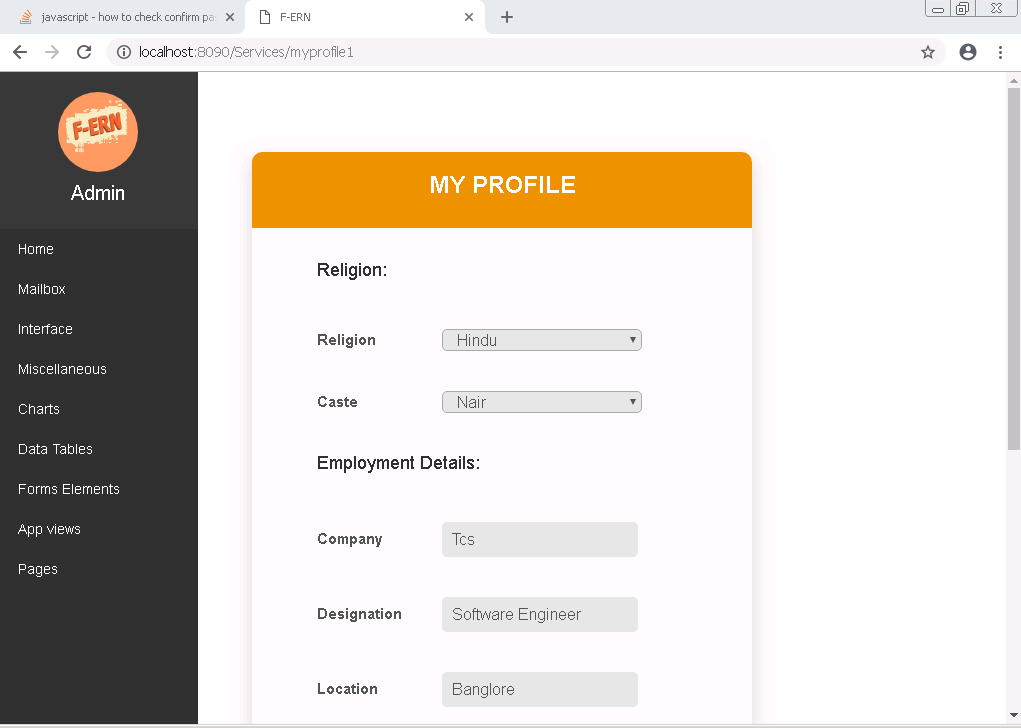 javascript - how to check confirm pa
F-ERN
localhost:8090/Services/myprofile1
F-ERN
Admin
Home
Mailbox
Interface
Miscellaneous
Charts
Data Tables
Forms Elements
App views
Pages
MY PROFILE
Religion:
Religion Hindu
Caste Nair
Employment Details:
Company Tcs
Designation Software Engineer
Location Banglore